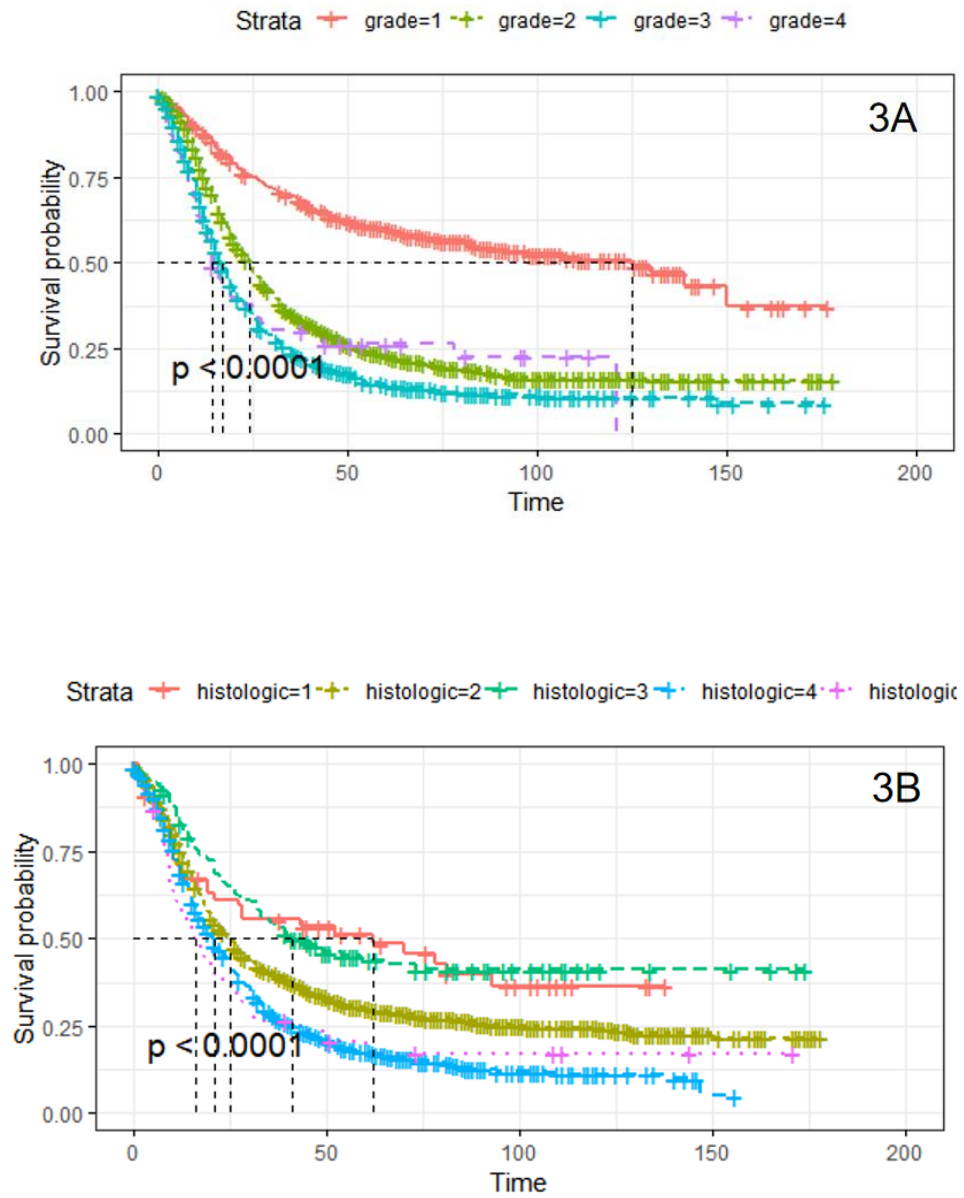 Strata grade=1 grade=2 grade=3 grade=4
3A
1.00
0.75
0.50
0.25
0.00
Survival probability
p < 0.0001
0 50 100 150 200
Time
Strata histologic=1 histologic=2 histologic=3 histologic=4 histologic
3B
1.00
0.75
0.50
0.25
0.00
Survival probability
p < 0.0001
0 50 100 150 200
Time